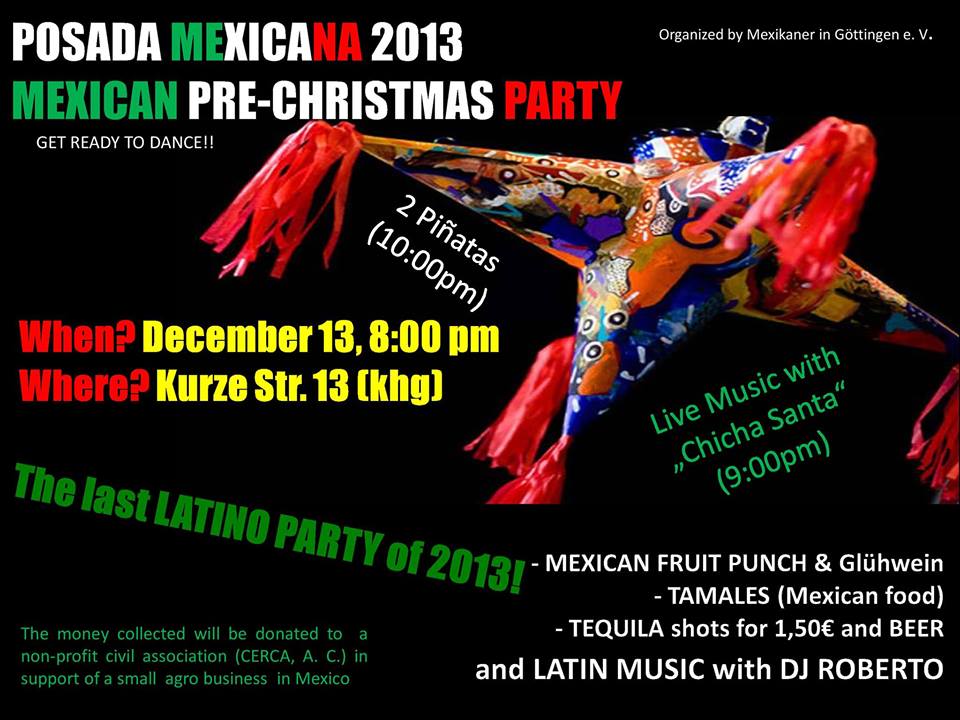 POSADA MEXICANA 2013
MEXICAN PRE-CHRISTMAS PARTY
GET READY TO DANCE!!
Organized by Mexikaner in Göttingen e. V.
2 Piñatas
(10:00pm)
When? December 13, 8:00 pm
Where? Kurze Str. 13 (khg)
Live Music with
„Chicha Santa“
(9:00pm)
The last LATINO PARTY of 2013!
- MEXICAN FRUIT PUNCH & Glühwein
- TAMALES (Mexican food)
- TEQUILA shots for 1,50€ and BEER
and LATIN MUSIC with DJ ROBERTO
The money collected will be donated to a
non-profit civil association (CERCA, A. C.) in
support of a small agro business in Mexico